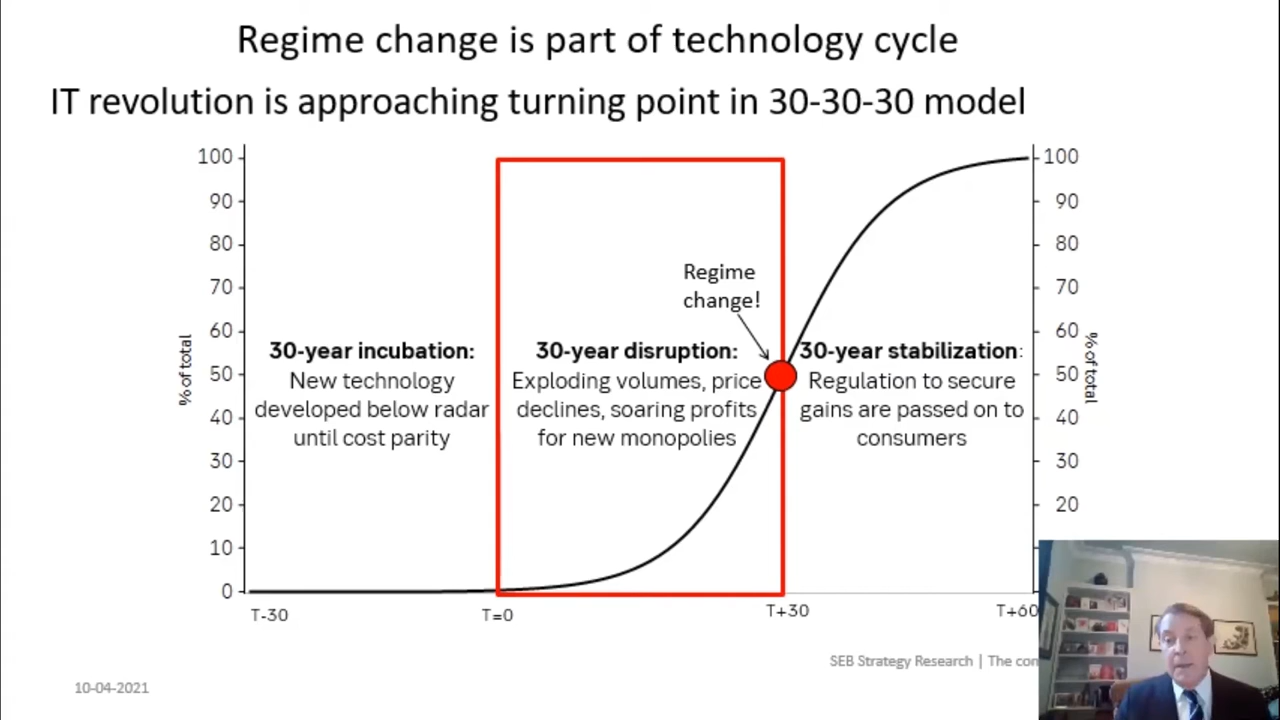 Regime change is part of technology cycle
IT revolution is approaching turning point in 30-30-30 model
100
90
80
70
60
50
40
30
20
10
0
% of total
30-year incubation:
New technology
developed below radar
until cost parity
30-year disruption:
Exploding volumes, price
declines, soaring profits
for new monopolies
Regime
change!
30-year stabilization:
Regulation to secure
gains are passed on to
consumers
100
90
80
70
60
50
40
30
20
% of total
T-30
T=0
T+30
T+60
SEB Strategy Research | The con
10-04-2021